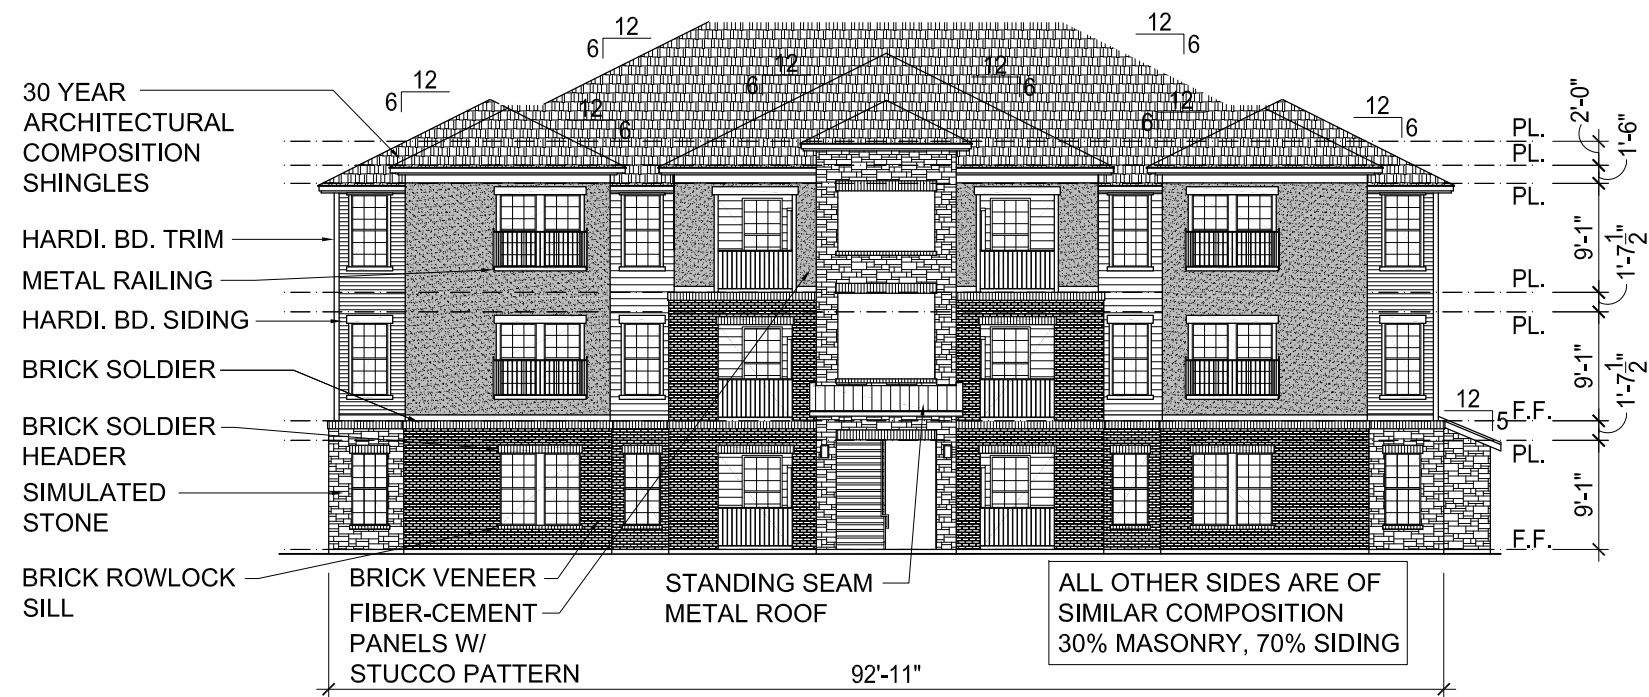 12
6
12
6
12
6
12
6
12
6
12
6
12
6
12
6
30 YEAR
ARCHITECTURAL
COMPOSITION
SHINGLES
HARDI. BD. TRIM
METAL RAILING
HARDI. BD. SIDING
BRICK SOLDIER
BRICK SOLDIER
HEADER
SIMULATED
STONE
BRICK ROWLOCK
SILL
BRICK VENEER
FIBER-CEMENT
PANELS W/
STUCCO PATTERN
STANDING SEAM
METAL ROOF
ALL OTHER SIDES ARE OF
SIMILAR COMPOSITION
30% MASONRY, 70% SIDING
92'-11"
PL.
PL.
PL.
PL.
PL.
F.F.
PL.
F.F.
12
5
2'-0"
1'-6"
9'-1"
1'-7 1/2"
9'-1"
1'-7 1/2"
9'-1"